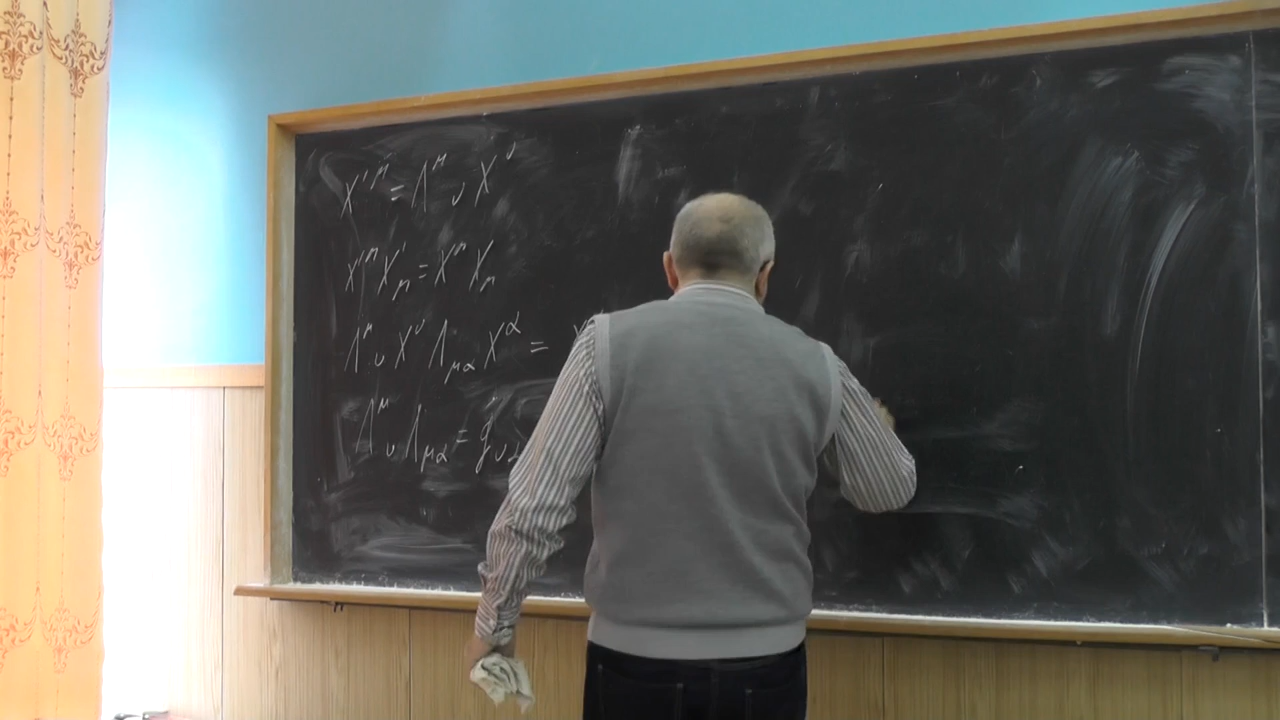 x'^μ = Λ^μ_ν x^ν
x'^μ x'_μ = x^μ x_μ
Λ^μ_ν x^ν Λ_μα x^α = x
Λ^μ_ν Λ_μα = g_να